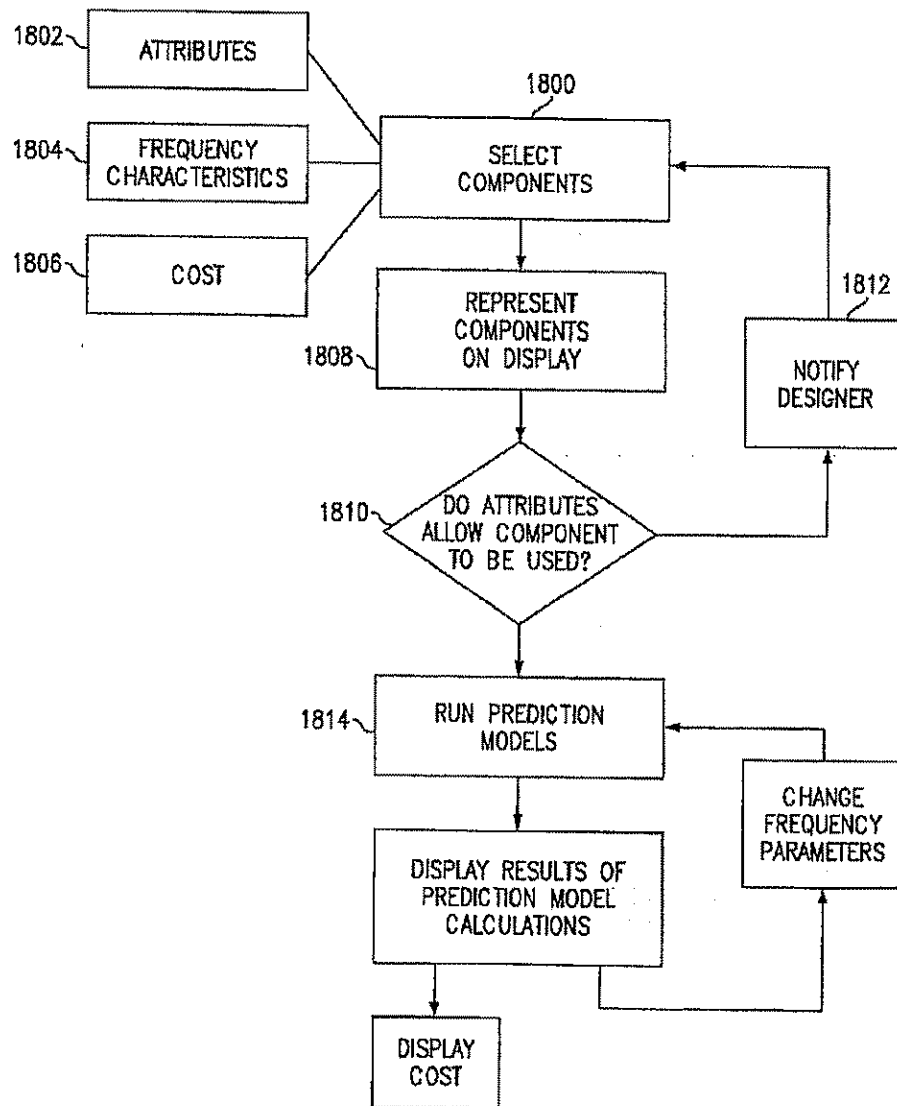 1802
ATTRIBUTES
1800
1804
FREQUENCY
CHARACTERISTICS
SELECT
COMPONENTS
1806
COST
1808
REPRESENT
COMPONENTS
ON DISPLAY
1812
NOTIFY
DESIGNER
1810
DO ATTRIBUTES
ALLOW COMPONENT
TO BE USED?
1814
RUN PREDICTION
MODELS
CHANGE
FREQUENCY
PARAMETERS
DISPLAY RESULTS OF
PREDICTION MODEL
CALCULATIONS
DISPLAY
COST